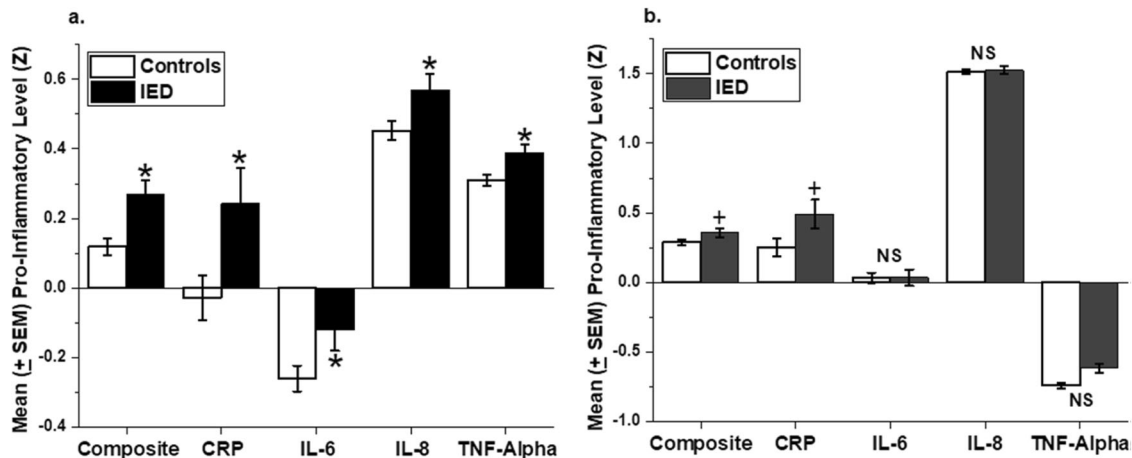 a.
Mean (± SEM) Pro-Inflammatory Level (Z)
0.6
0.4
0.2
0.0
-0.2
-0.4
Controls
IED
*
*
*
*
*
Composite CRP IL-6 IL-8 TNF-Alpha
b.
Mean (± SEM) Pro-Inflammatory Level (Z)
1.5
1.0
0.5
0.0
-0.5
-1.0
Controls
IED
+
+
NS
NS
NS
Composite CRP IL-6 IL-8 TNF-Alpha